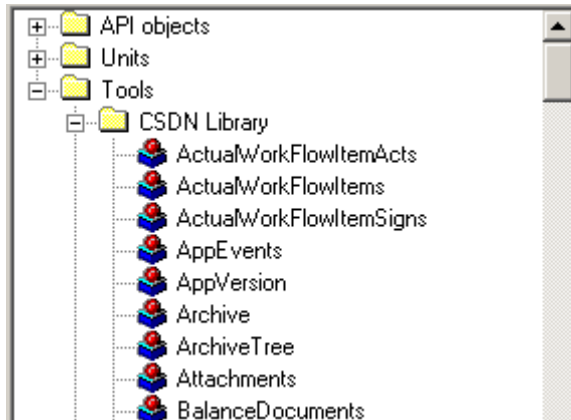 API objects
Units
Tools
CSDN Library
ActualWorkFlowItemActs
ActualWorkFlowItems
ActualWorkFlowItemSigns
AppEvents
AppVersion
Archive
ArchiveTree
Attachments
BalanceDocuments